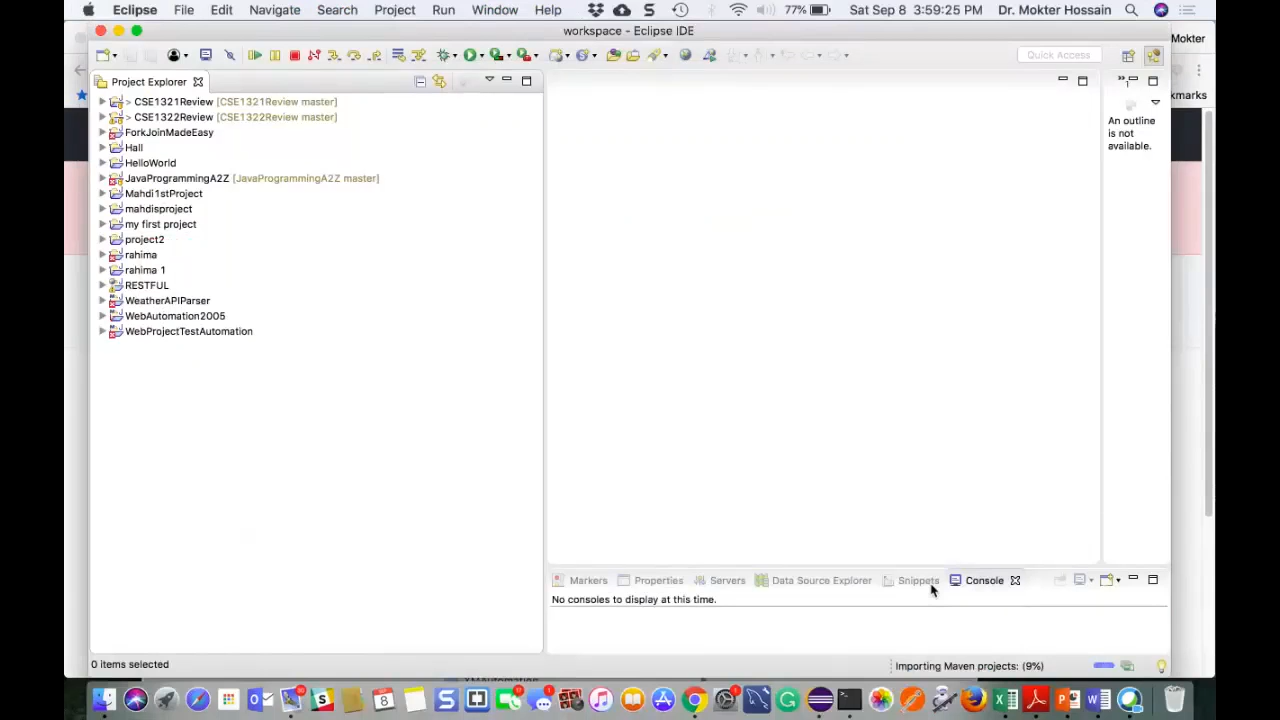 Eclipse File Edit Navigate Search Project Run Window Help 77% Sat Sep 8 3:59:25 PM Dr. Mokter Hossain
workspace - Eclipse IDE
Mokter
Quick Access
Project Explorer
kmarks
> CSE1321Review [CSE1321Review master]
> CSE1322Review [CSE1322Review master]
ForkJoinMadeEasy
Hall
HelloWorld
JavaProgrammingA2Z [JavaProgrammingA2Z master]
Mahdi1stProject
mahdisproject
my first project
project2
rahima
rahima 1
RESTFUL
WeatherAPIParser
WebAutomation2005
WebProjectTestAutomation
An outline
is not
available.
Markers Properties Servers Data Source Explorer Snippets Console
No consoles to display at this time.
0 items selected
Importing Maven projects: (9%)